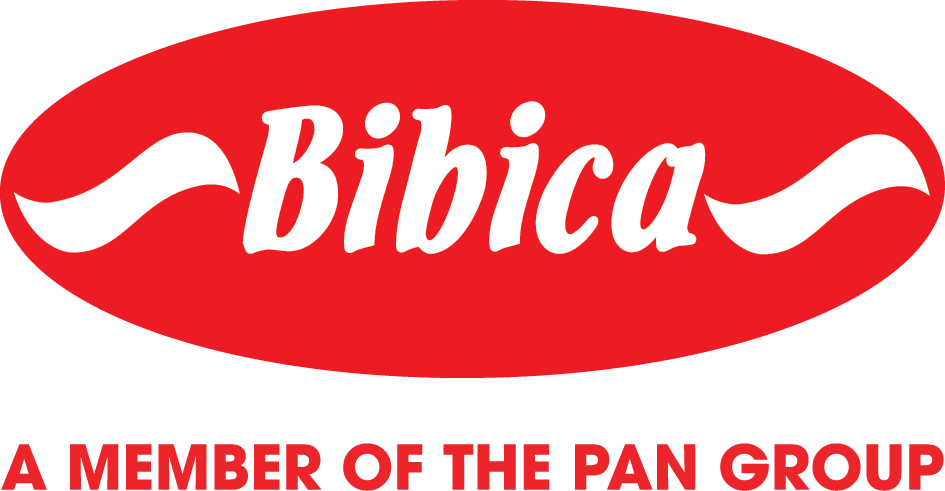 Bibica
A MEMBER OF THE PAN GROUP